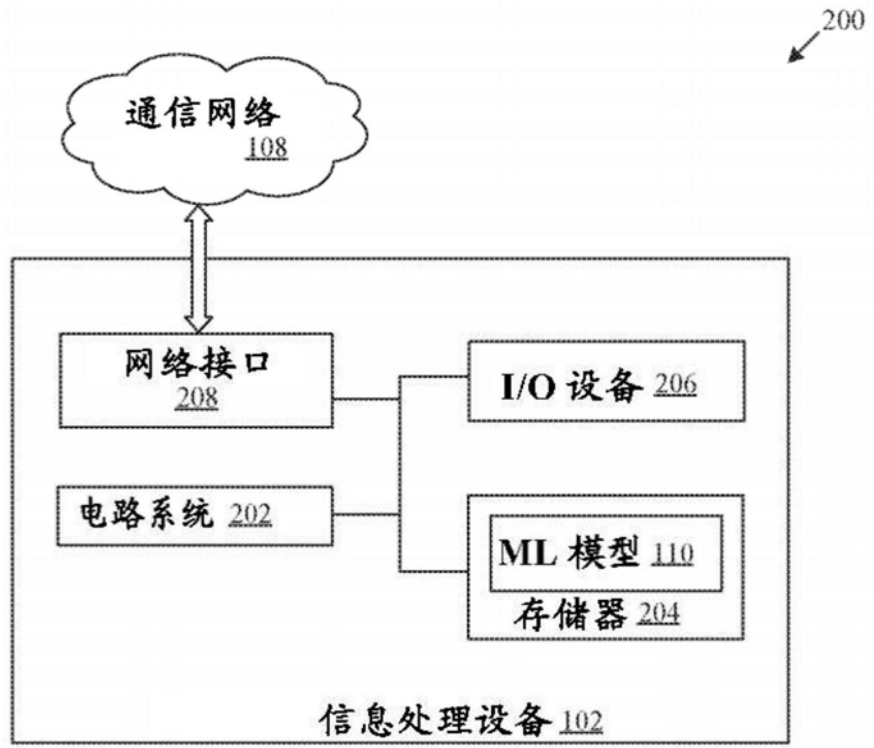 200
通信网络
108
网络接口
208
I/O 设备 206
电路系统 202
ML 模型 110
存储器 204
信息处理设备 102